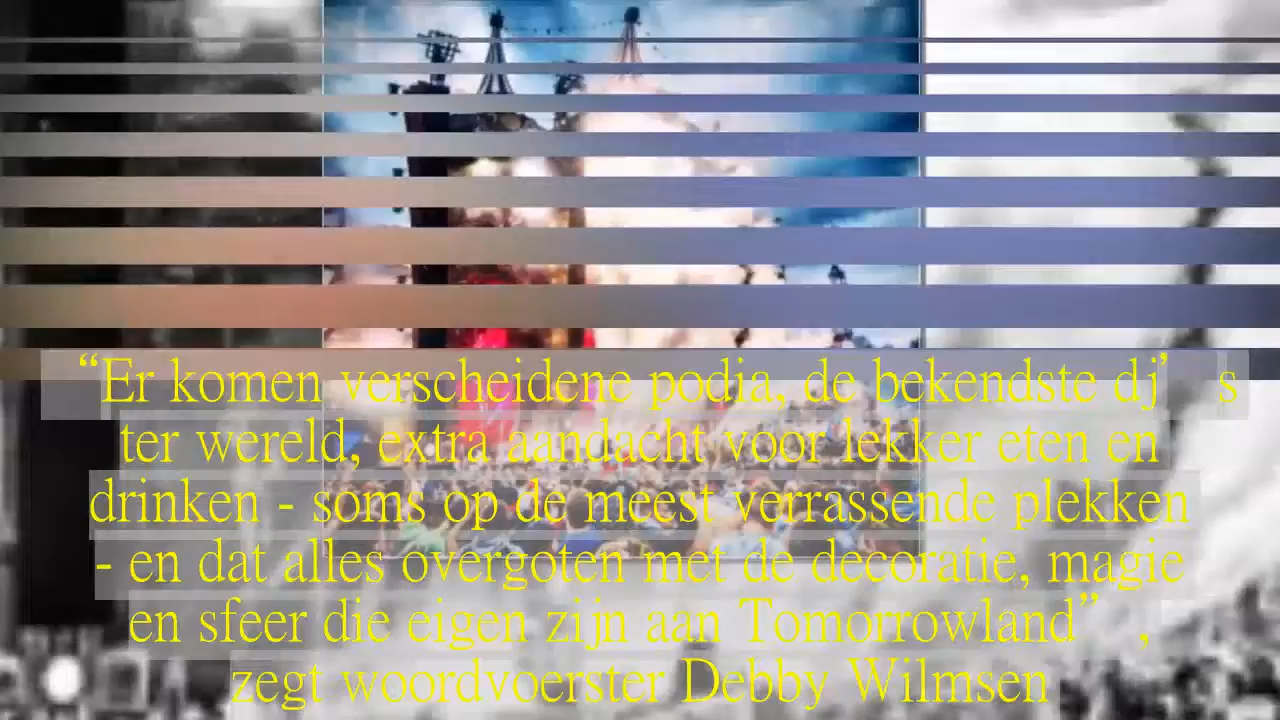 “Er komen verscheidene podia, de bekendste dj’s
ter wereld, extra aandacht voor lekker eten en
drinken - soms op de meest verrassende plekken
- en dat alles overgoten met de decoratie, magie
en sfeer die eigen zijn aan Tomorrowland”,
zegt woordvoerster Debby Wilmsen